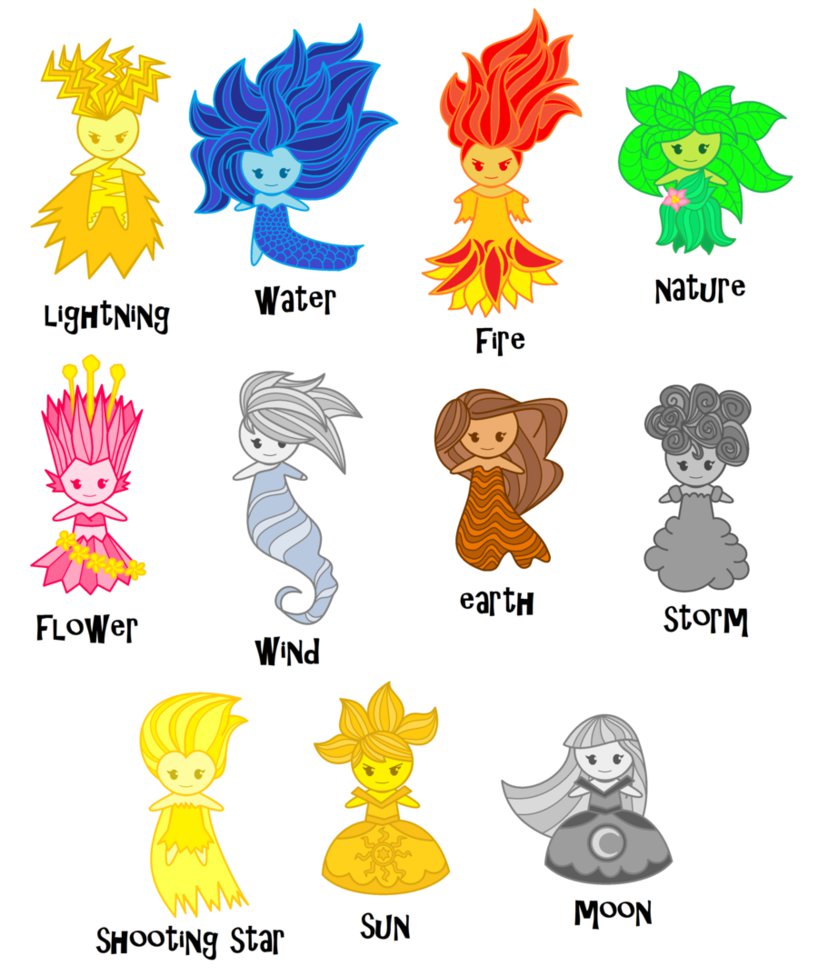 Lightning
Water
Fire
Nature
Flower
Wind
earth
Storm
Shooting Star
Sun
Moon